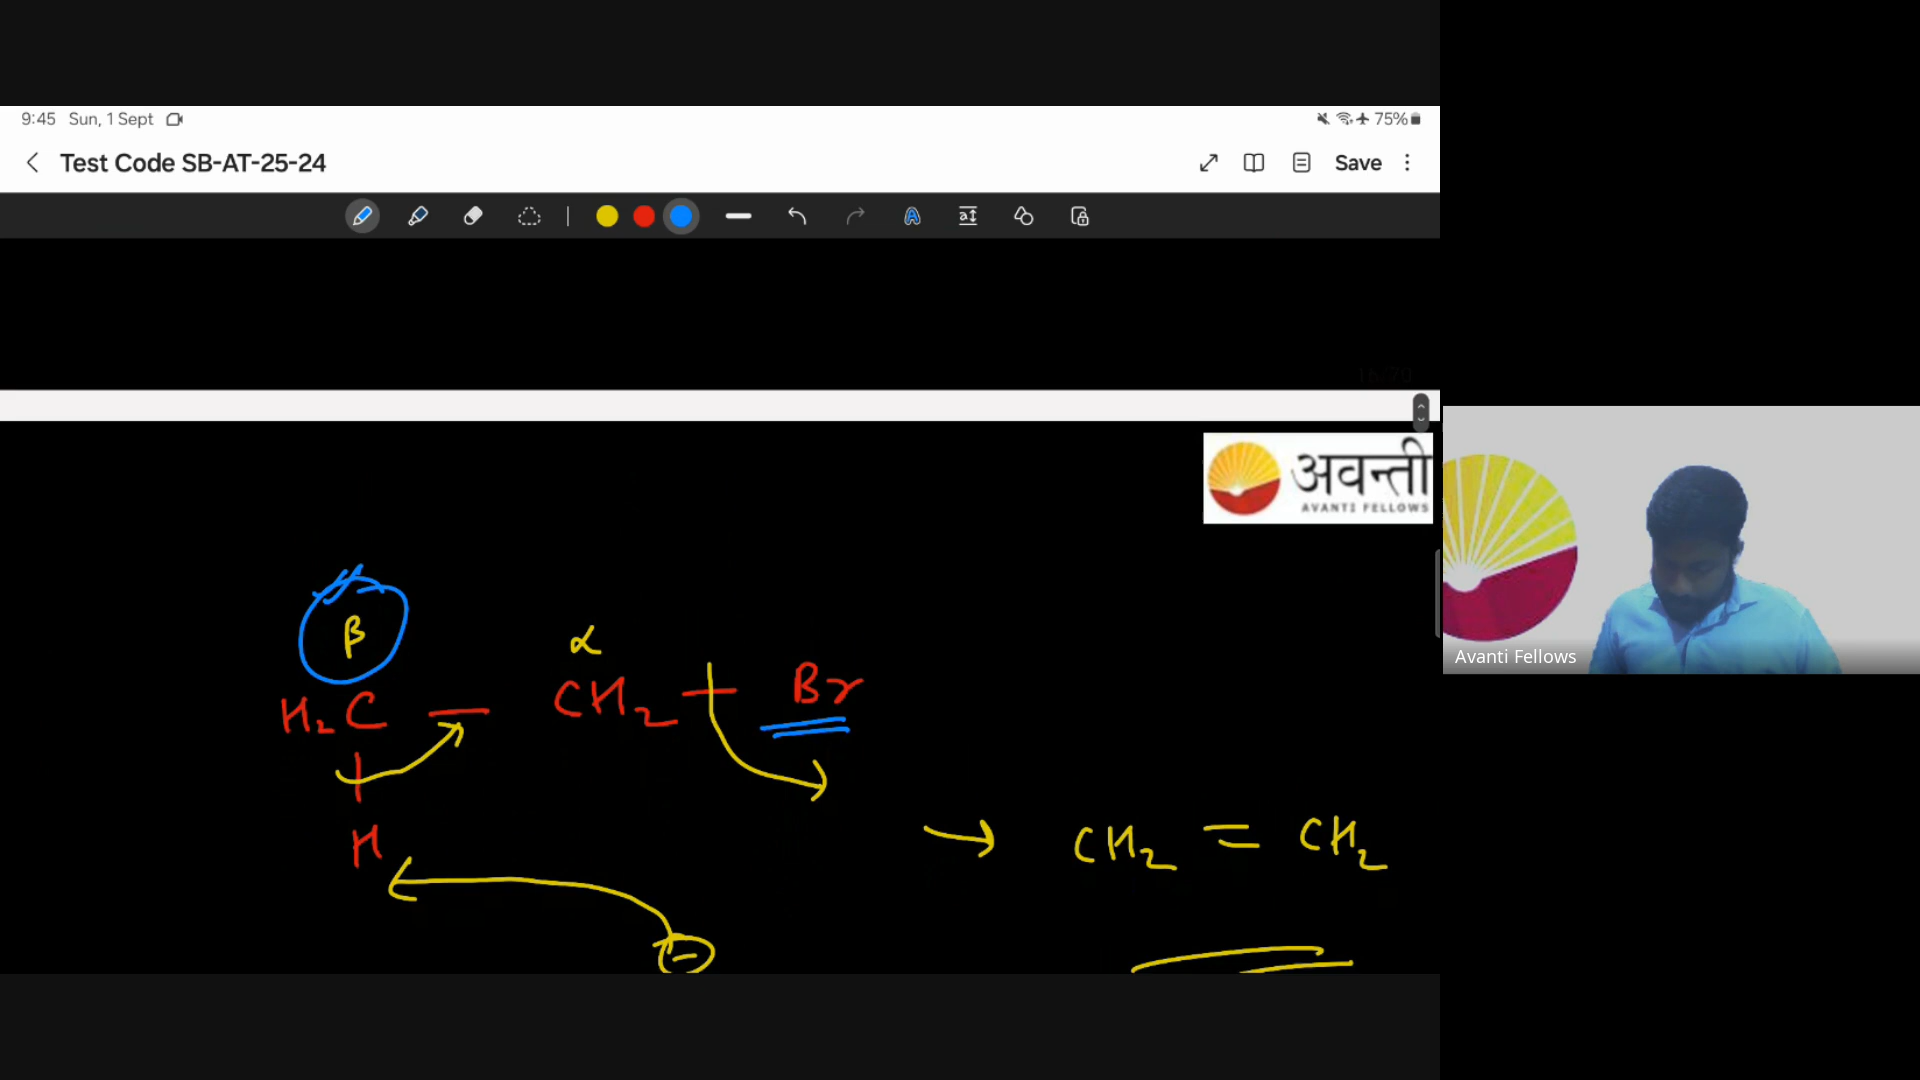 9:45 Sun, 1 Sept 75%
Test Code SB-AT-25-24
Save
अवन्ती
AVANTI FELLOWS
β
α
H₂C — CH₂ — Br
H
→ CH₂ = CH₂
⊖
Avanti Fellows